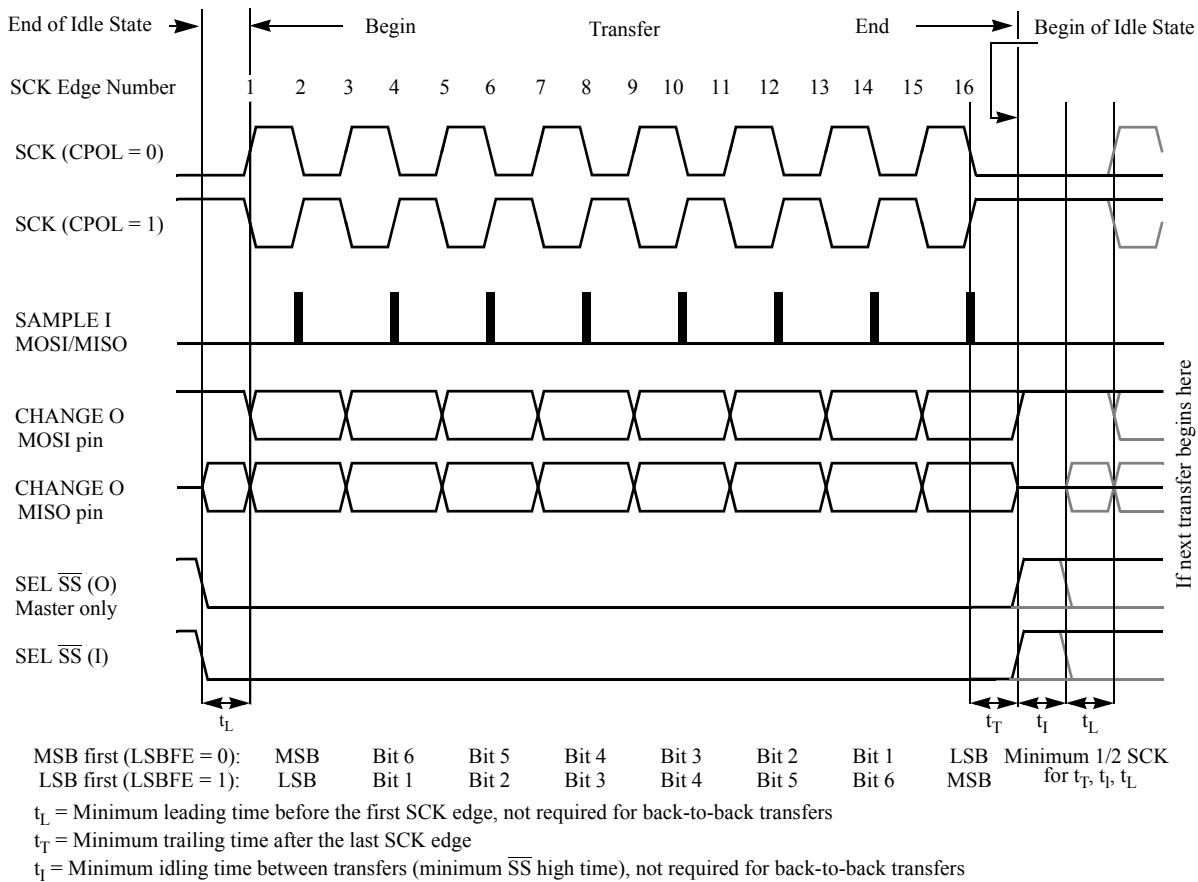 End of Idle State Begin Transfer End Begin of Idle State
SCK Edge Number 1 2 3 4 5 6 7 8 9 10 11 12 13 14 15 16
SCK (CPOL = 0)
SCK (CPOL = 1)
SAMPLE I
MOSI/MISO
CHANGE O
MOSI pin
CHANGE O
MISO pin
SEL S̅S̅ (O)
Master only
SEL S̅S̅ (I)
If next transfer begins here
tL tT tI tL
MSB first (LSBFE = 0): MSB Bit 6 Bit 5 Bit 4 Bit 3 Bit 2 Bit 1 LSB Minimum 1/2 SCK
LSB first (LSBFE = 1): LSB Bit 1 Bit 2 Bit 3 Bit 4 Bit 5 Bit 6 MSB for tT, tI, tL
tL = Minimum leading time before the first SCK edge, not required for back-to-back transfers
tT = Minimum trailing time after the last SCK edge
tI = Minimum idling time between transfers (minimum S̅S̅ high time), not required for back-to-back transfers